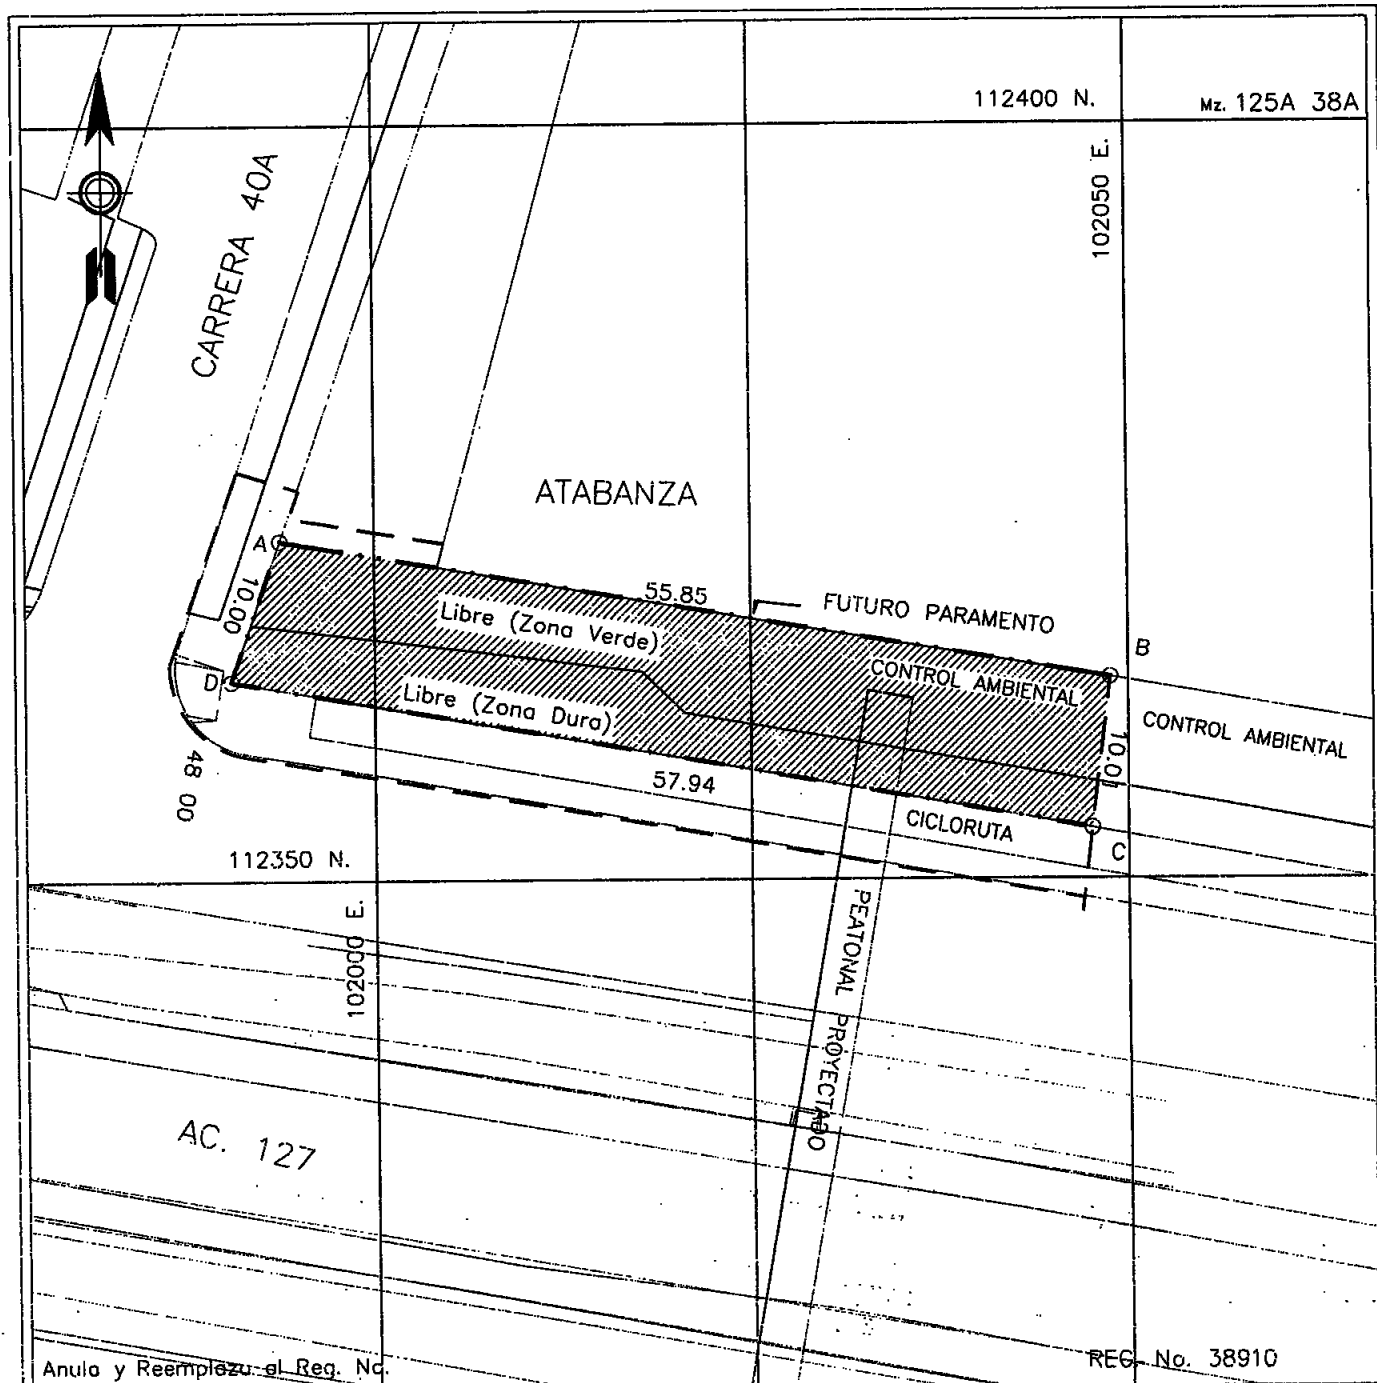 112400 N.
Mz. 125A 38A
102050 E.
CARRERA 40A
ATABANZA
A
10.00
55.85
FUTURO PARAMENTO
Libre (Zona Verde)
B
CONTROL AMBIENTAL
CONTROL AMBIENTAL
D
Libre (Zona Dura)
10.01
48 00
57.94
CICLORUTA
C
112350 N.
102000 E.
PEATONAL PROYECTADO
AC. 127
Anula y Reemplaza al Reg. No.
REG. No. 38910